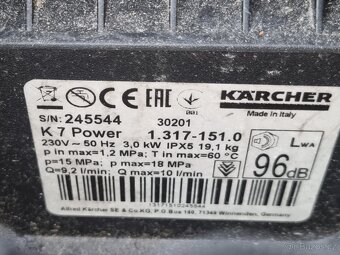 CE EAC 001 KÄRCHER
Made in Italy
S/N: 245544 30201
K 7 Power 1.317-151.0
230V ~ 50 Hz 3,0 kW IPX5 19,1 kg
p in max=1,2 MPa T in max=60 °C
p=15 MPa p max=18 MPa
Q=9,2 l/min Q max=10 l/min
LWA
96dB
Alfred Kärcher SE & Co.KG, P.O Box 160, 71349 Winnenden, Germany